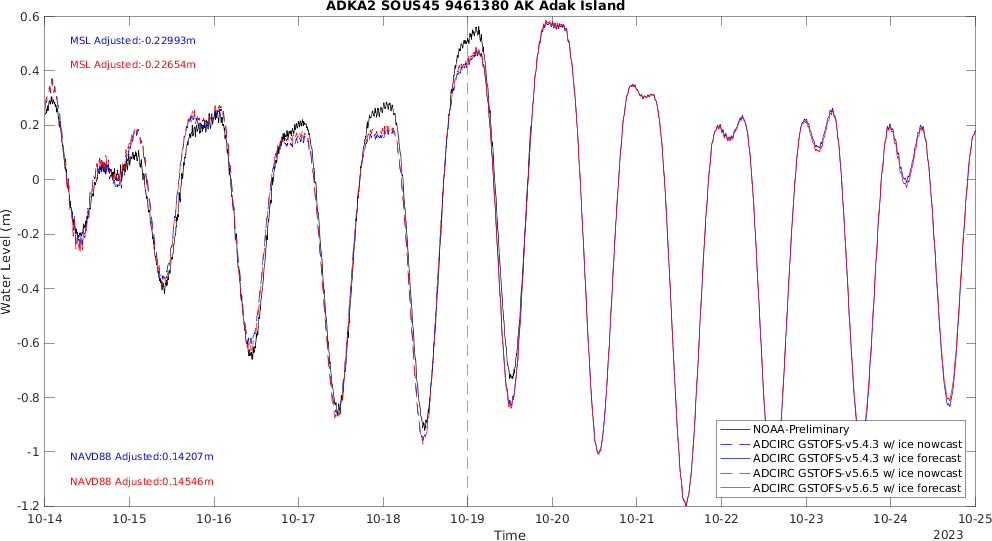 ADKA2 SOUS45 9461380 AK Adak Island
MSL Adjusted:-0.22993m
MSL Adjusted:-0.22654m
0.6
0.4
0.2
0
-0.2
-0.4
-0.6
-0.8
-1
-1.2
Water Level (m)
NAVD88 Adjusted:0.14207m
NAVD88 Adjusted:0.14546m
NOAA-Preliminary
ADCIRC GSTOFS-v5.4.3 w/ ice nowcast
ADCIRC GSTOFS-v5.4.3 w/ ice forecast
ADCIRC GSTOFS-v5.6.5 w/ ice nowcast
ADCIRC GSTOFS-v5.6.5 w/ ice forecast
10-14 10-15 10-16 10-17 10-18 10-19 10-20 10-21 10-22 10-23 10-24 10-25
Time
2023